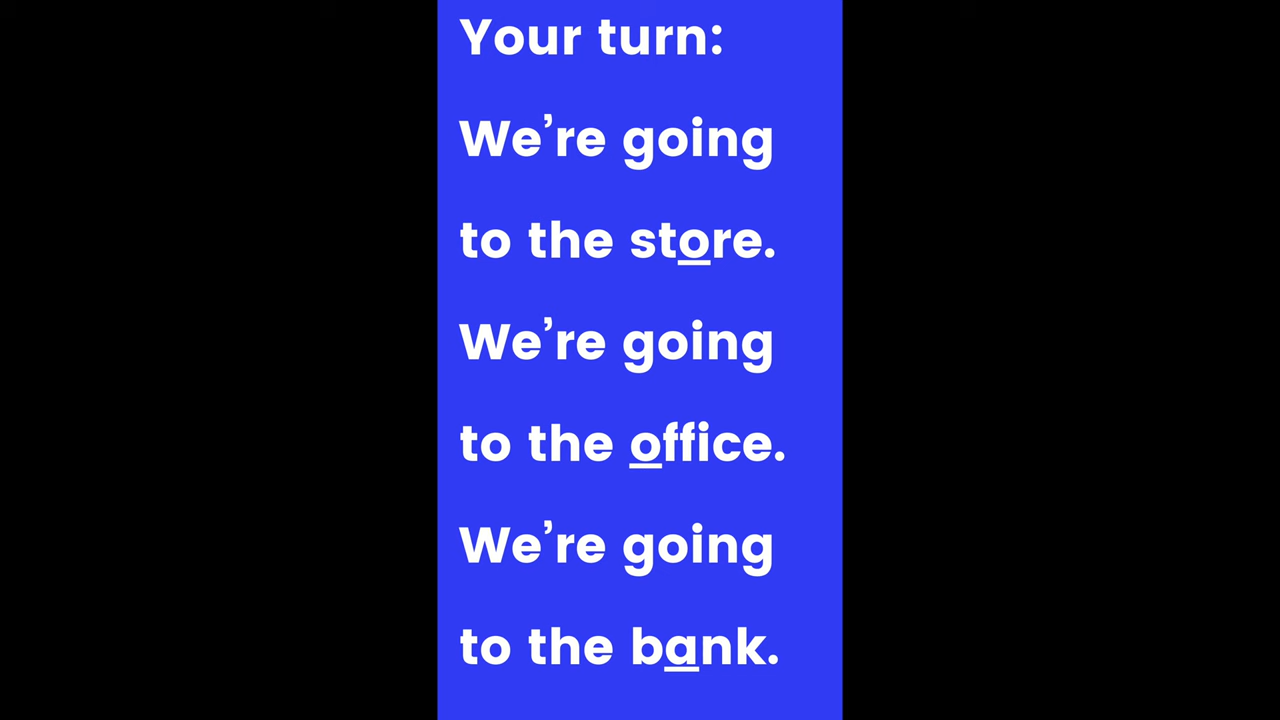 Your turn:
We’re going
to the store.
We’re going
to the office.
We’re going
to the bank.